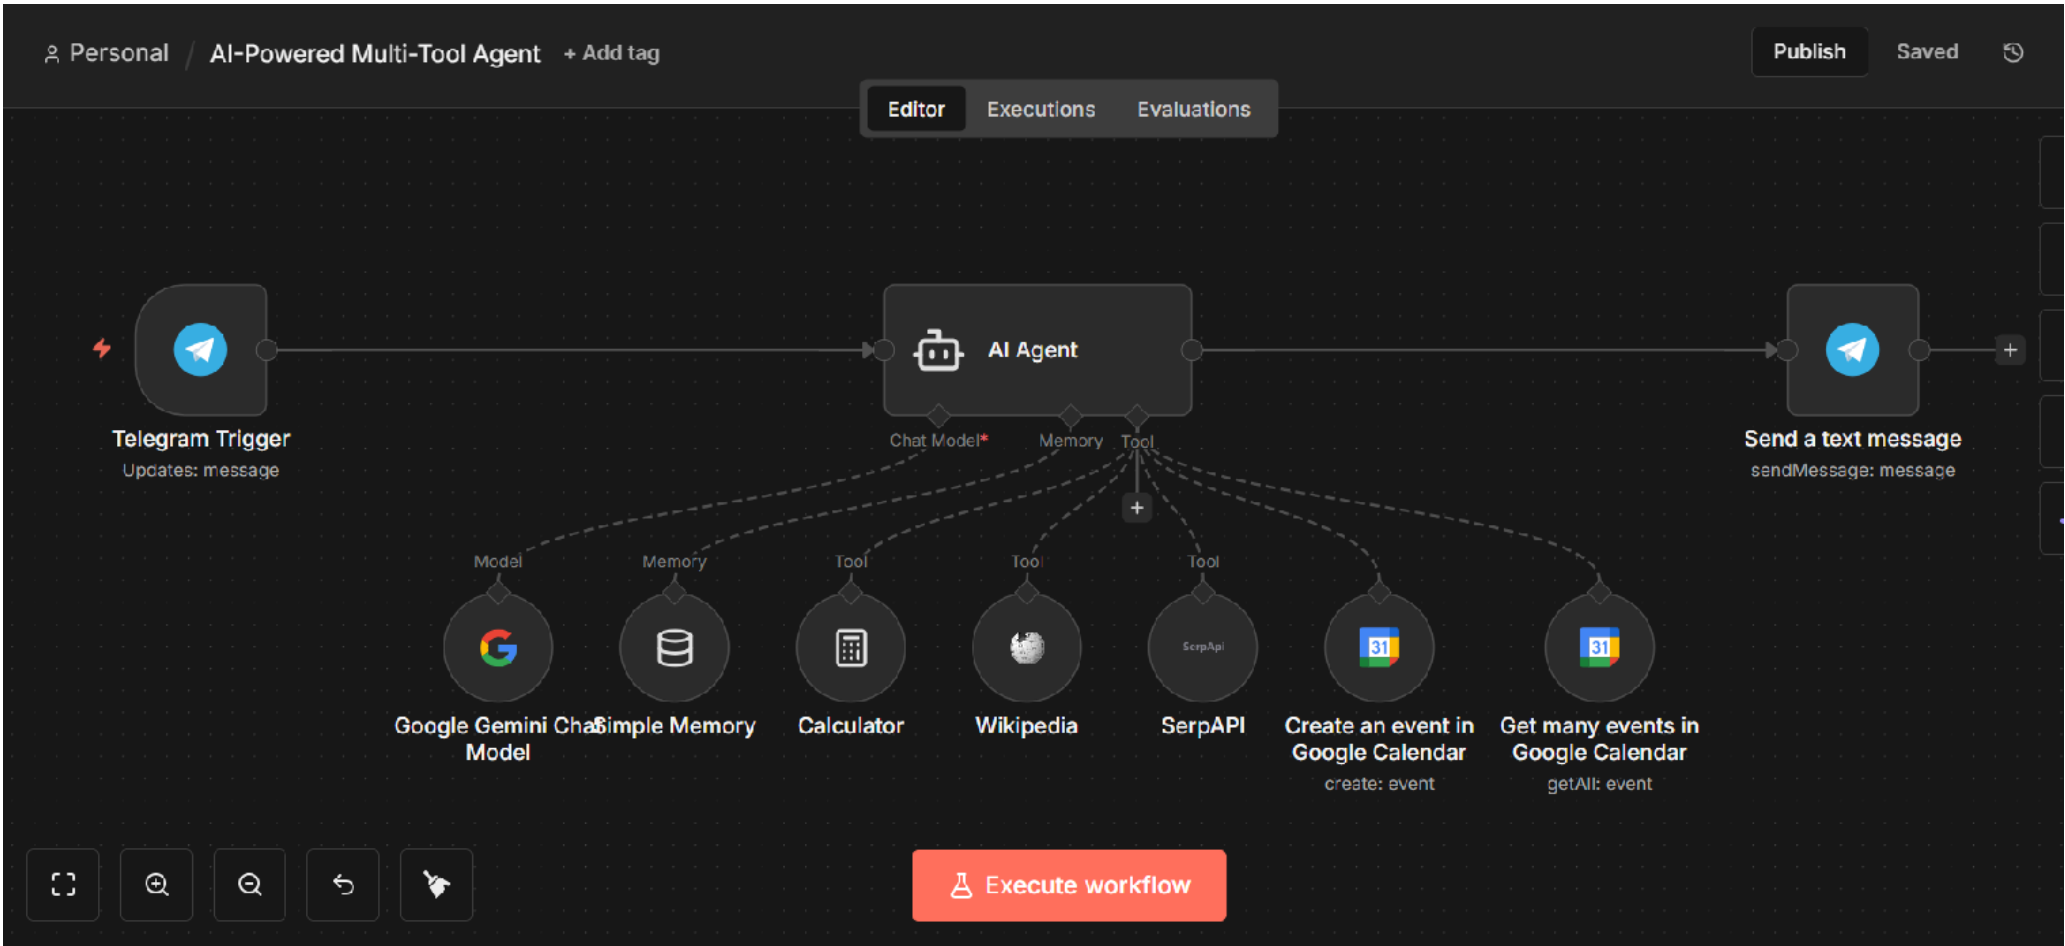 Personal / AI-Powered Multi-Tool Agent + Add tag
Publish Saved
Editor Executions Evaluations
AI Agent
Telegram Trigger
Updates: message
Chat Model* Memory Tool
Send a text message
sendMessage: message
Model Memory Tool Tool Tool
SerpApi
31
31
Google Gemini Chat Model
Simple Memory
Calculator
Wikipedia
SerpAPI
Create an event in
Google Calendar
create: event
Get many events in
Google Calendar
getAll: event
Execute workflow